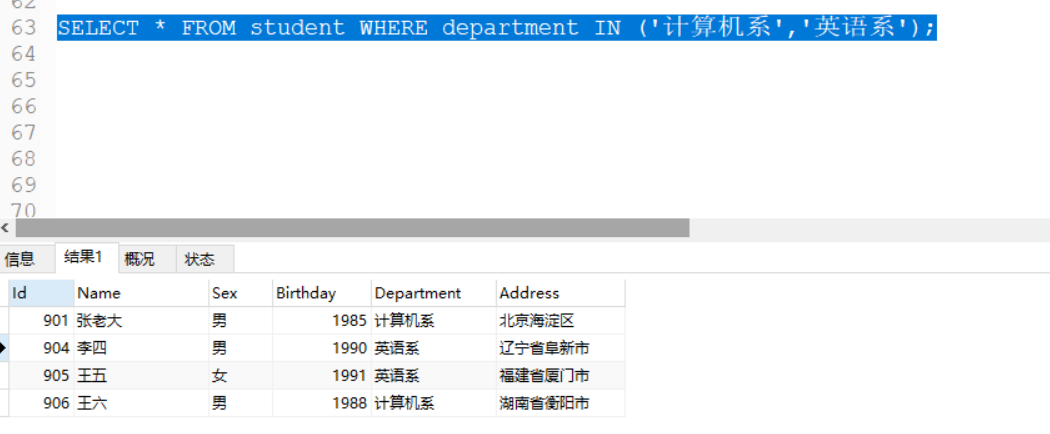 62
63 SELECT * FROM student WHERE department IN ('计算机系','英语系');
64
65
66
67
68
69
70
信息 结果1 概况 状态
Id Name Sex Birthday Department Address
901 张老大 男 1985 计算机系 北京海淀区
904 李四 男 1990 英语系 辽宁省阜新市
905 王五 女 1991 英语系 福建省厦门市
906 王六 男 1988 计算机系 湖南省衡阳市